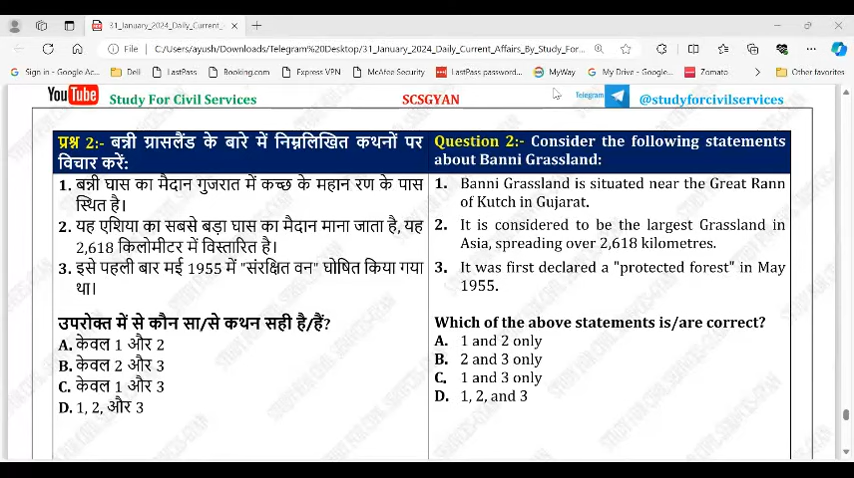 31_January_2024_Daily_Current_
File
C:/Users/ayush/Downloads/Telegram%20Desktop/31_January_2024_Daily_Current_Affairs_By_Study_For...
Sign in - Google Ac...
Dell
LastPass
Booking.com
Express VPN
McAfee Security
LastPass password...
MyWay
My Drive - Google...
Zomato
Other favorites
YouTube
Study For Civil Services
SCSGYAN
Telegram
@studyforcivilservices
प्रश्न 2:- बन्नी ग्रासलैंड के बारे में निम्नलिखित कथनों पर
विचार करें:
1. बन्नी घास का मैदान गुजरात में कच्छ के महान रण के पास
स्थित है।
2. यह एशिया का सबसे बड़ा घास का मैदान माना जाता है, यह
2,618 किलोमीटर में विस्तारित है।
3. इसे पहली बार मई 1955 में "संरक्षित वन" घोषित किया गया
था।
उपरोक्त में से कौन सा/से कथन सही है/हैं?
A. केवल 1 और 2
B. केवल 2 और 3
C. केवल 1 और 3
D. 1, 2, और 3
Question 2:- Consider the following statements
about Banni Grassland:
1. Banni Grassland is situated near the Great Rann
of Kutch in Gujarat.
2. It is considered to be the largest Grassland in
Asia, spreading over 2,618 kilometres.
3. It was first declared a "protected forest" in May
1955.
Which of the above statements is/are correct?
A. 1 and 2 only
B. 2 and 3 only
C. 1 and 3 only
D. 1, 2, and 3